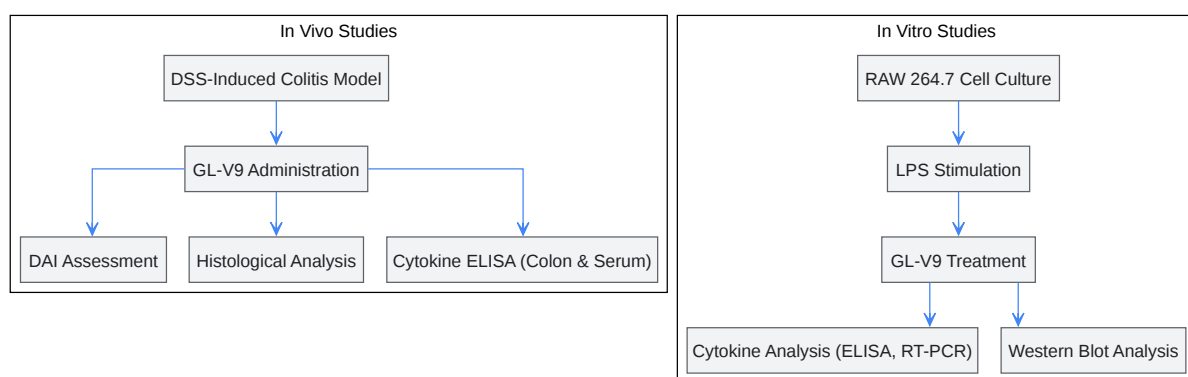 In Vivo Studies
DSS-Induced Colitis Model
GL-V9 Administration
DAI Assessment
Histological Analysis
Cytokine ELISA (Colon & Serum)
In Vitro Studies
RAW 264.7 Cell Culture
LPS Stimulation
GL-V9 Treatment
Cytokine Analysis (ELISA, RT-PCR)
Western Blot Analysis